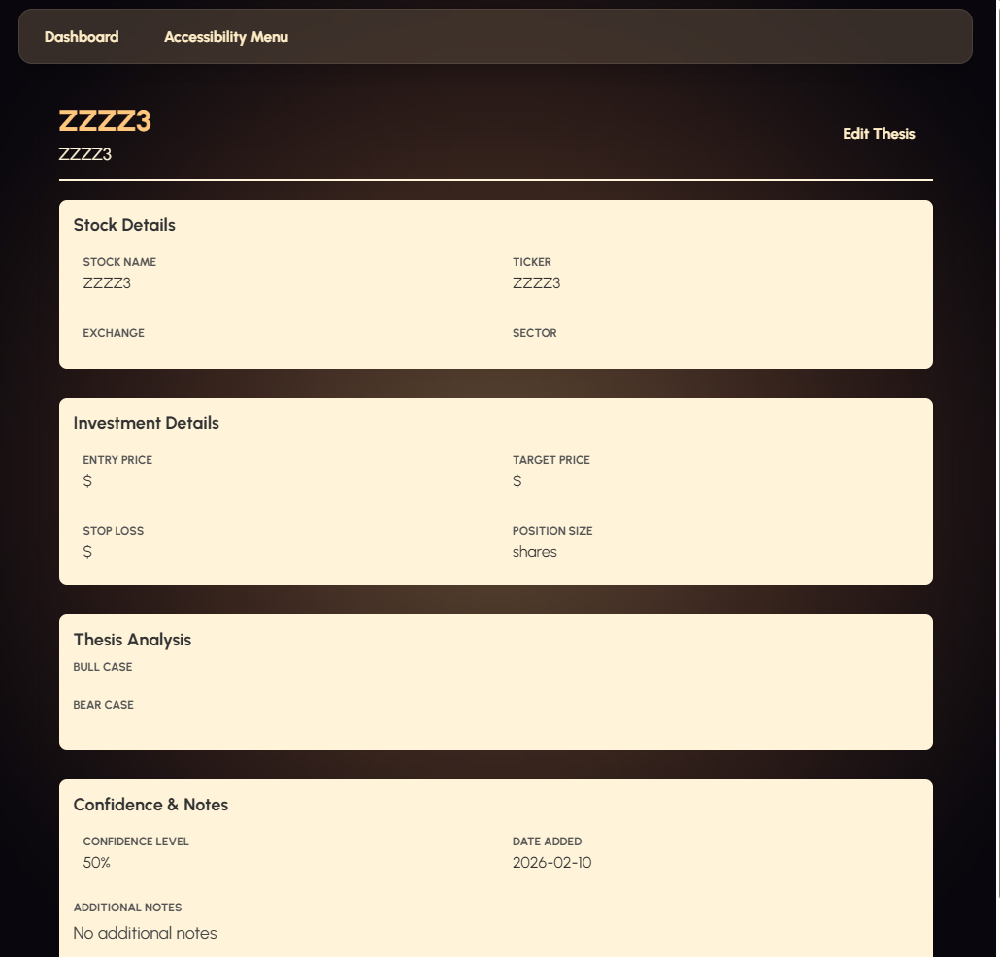 Dashboard Accessibility Menu
ZZZZ3
ZZZZ3
Edit Thesis
Stock Details
STOCK NAME TICKER
ZZZZ3 ZZZZ3
EXCHANGE SECTOR
Investment Details
ENTRY PRICE TARGET PRICE
$ $
STOP LOSS POSITION SIZE
$ shares
Thesis Analysis
BULL CASE
BEAR CASE
Confidence & Notes
CONFIDENCE LEVEL DATE ADDED
50% 2026-02-10
ADDITIONAL NOTES
No additional notes